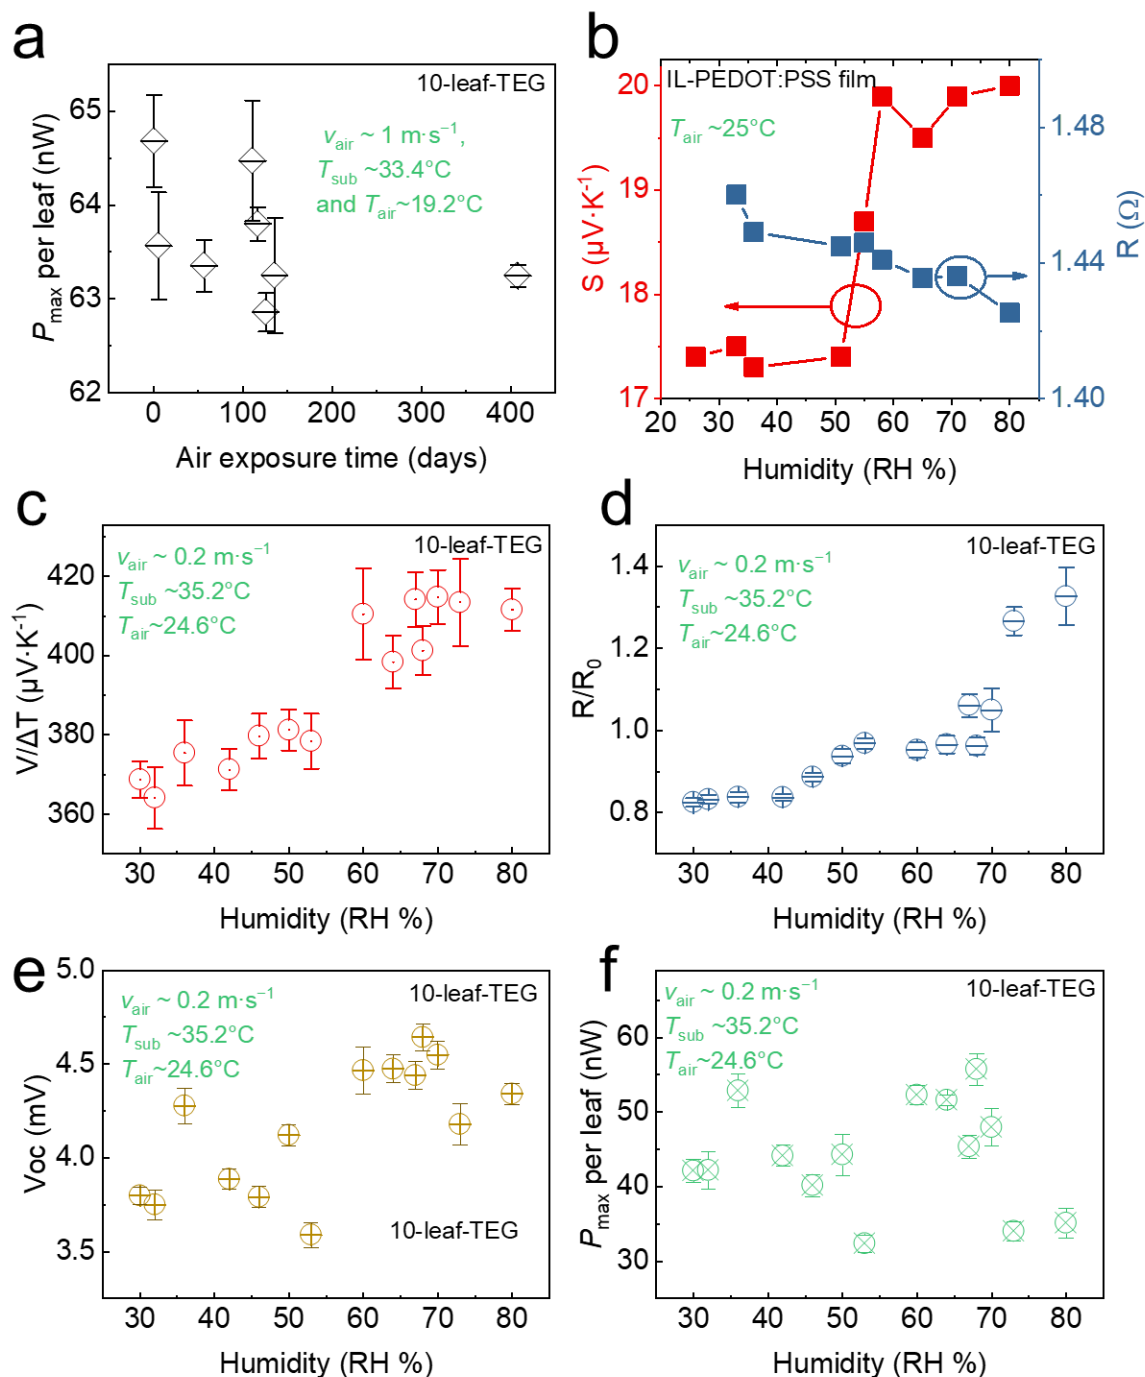 a
10-leaf-TEG
v_air ~ 1 m·s⁻¹,
T_sub ~33.4°C
and T_air~19.2°C
P_max per leaf (nW)
65
64
63
62
0 100 200 300 400
Air exposure time (days)
b
IL-PEDOT:PSS film
T_air ~25°C
S (µV·K⁻¹)
20
19
18
17
R (Ω)
1.48
1.44
1.40
20 30 40 50 60 70 80
Humidity (RH %)
c
10-leaf-TEG
v_air ~ 0.2 m·s⁻¹
T_sub ~35.2°C
T_air~24.6°C
V/ΔT (µV·K⁻¹)
420
400
380
360
30 40 50 60 70 80
Humidity (RH %)
d
10-leaf-TEG
v_air ~ 0.2 m·s⁻¹
T_sub ~35.2°C
T_air~24.6°C
R/R₀
1.4
1.2
1.0
0.8
30 40 50 60 70 80
Humidity (RH %)
e
10-leaf-TEG
v_air ~ 0.2 m·s⁻¹
T_sub ~35.2°C
T_air~24.6°C
Voc (mV)
5.0
4.5
4.0
3.5
10-leaf-TEG
30 40 50 60 70 80
Humidity (RH %)
f
10-leaf-TEG
v_air ~ 0.2 m·s⁻¹
T_sub ~35.2°C
T_air~24.6°C
P_max per leaf (nW)
60
50
40
30
30 40 50 60 70 80
Humidity (RH %)